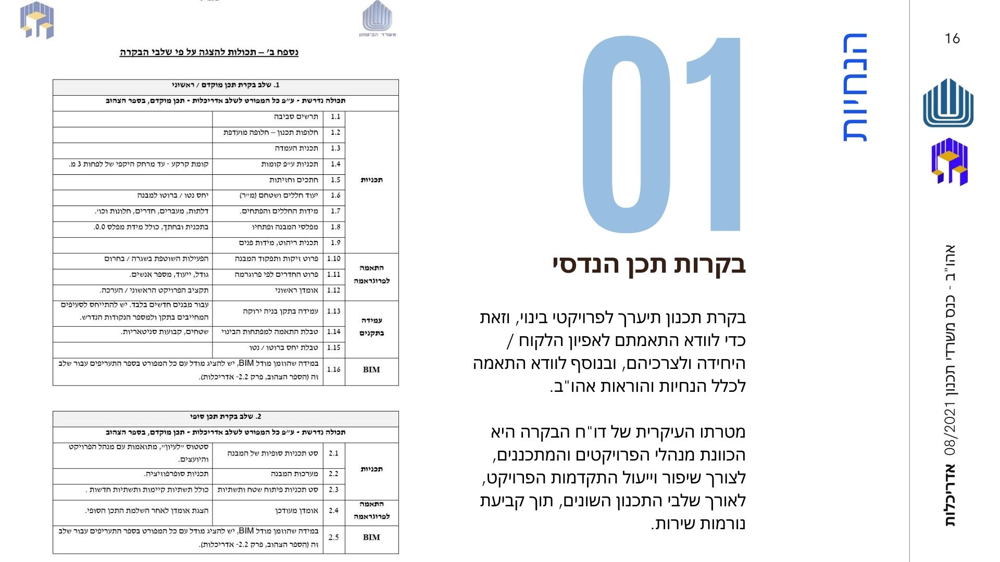 16
הנחיות
01
בקרות תכן הנדסי
בקרת תכנון תיערך לפרויקטי בינוי, וזאת
כדי לוודא התאמתם לאפיון הלקוח /
היחידה ולצרכיהם, ובנוסף לוודא התאמה
לכלל הנחיות והוראות אהו"ב.
מטרתו העיקרית של דו"ח הבקרה היא
הכוונת מנהלי הפרויקטים והמתכננים,
לצורך שיפור וייעול התקדמות הפרויקט,
לאורך שלבי התכנון השונים, תוך קביעת
נורמות שירות.
אדריכלות 08/2021 אהו"ב - כנס משרדי תכנון
משרד הביטחון
נספח ב' – תכולות להצגה על פי שלבי הבקרה
1. שלב בקרת תכן מוקדם / ראשוני
תכולה נדרשת - ע"פ כל המפורט לשלב אדריכלות - תכן מוקדם, בספר הצהוב
תכניות
1.1 תרשים סביבה
1.2 חלופות תכנון – חלופה מועדפת
1.3 תכנית העמדה
1.4 תכניות ע"פ קומות קומת קרקע - עד מרחק היקפי של לפחות 3 מ.
1.5 חתכים וחזיתות
1.6 יעוד חללים ושטחם (מ"ר) יחס נטו / ברוטו למבנה
1.7 מידות החללים והפתחים. דלתות, מעברים, חדרים, חלונות וכו'.
1.8 מפלסי המבנה ופתחיו בתכנית ובחתך, כולל מידת מפלס 0.0.
1.9 תכנית ריהוט, מידות פנים
התאמה
לפרוגראמה
1.10 פרוט זיקות ותפקוד המבנה הפעילות השוטפת בשגרה / בחרום
1.11 פרוט החדרים לפי פרוגרמה גודל, ייעוד, מספר אנשים.
1.12 אומדן ראשוני תקציב הפרויקט הראשוני / הערכה.
עמידה
בתקנים
1.13 עמידה בתקן בניה ירוקה עבור מבנים חדשים בלבד. יש להתייחס לסעיפים
המחייבים בתקן ולמספר הנקודות הנדרש.
1.14 טבלת התאמה למפתחות הבינוי שטחים, קבועות סניטאריות.
1.15 טבלת יחס ברוטו / נטו
BIM 1.16 במידה שהוזמן מודל BIM, יש להציג מודל עם כל המפורט בספר התעריפים עבור שלב
זה (הספר הצהוב, פרק 2.2- אדריכלות).
2. שלב בקרת תכן סופי
תכולה נדרשת - ע"פ כל המפורט לשלב אדריכלות - תכן מוקדם, בספר הצהוב
תכניות
2.1 סט תכניות סופיות של המבנה סטטוס "לעיון", מתואמות עם מנהל הפרויקט
והיועצים.
2.2 מערכות המבנה תכניות סופרפוזיציה.
2.3 סט תכניות פיתוח שטח ותשתיות כולל תשתיות קיימות ותשתיות חדשות .
התאמה
לפרוגראמה
2.4 אומדן מעודכן הצגת אומדן לאחר השלמת התכן הסופי.
BIM 2.5 במידה שהוזמן מודל BIM, יש להציג מודל עם כל המפורט בספר התעריפים עבור שלב
זה (הספר הצהוב, פרק 2.2- אדריכלות).